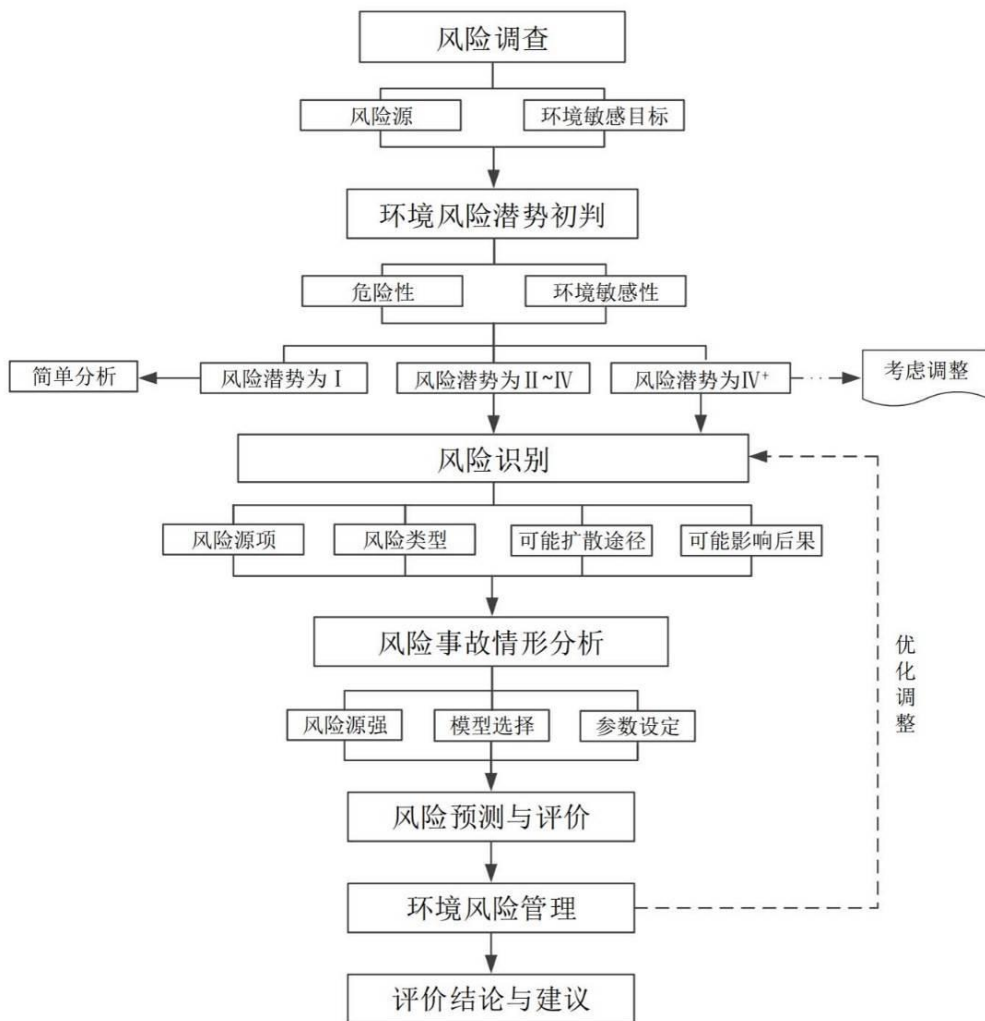 风险调查
风险源
环境敏感目标
环境风险潜势初判
危险性
环境敏感性
简单分析
风险潜势为Ⅰ
风险潜势为Ⅱ~Ⅳ
风险潜势为Ⅳ+
考虑调整
风险识别
风险源项
风险类型
可能扩散途径
可能影响后果
风险事故情形分析
风险源强
模型选择
参数设定
优化调整
风险预测与评价
环境风险管理
评价结论与建议